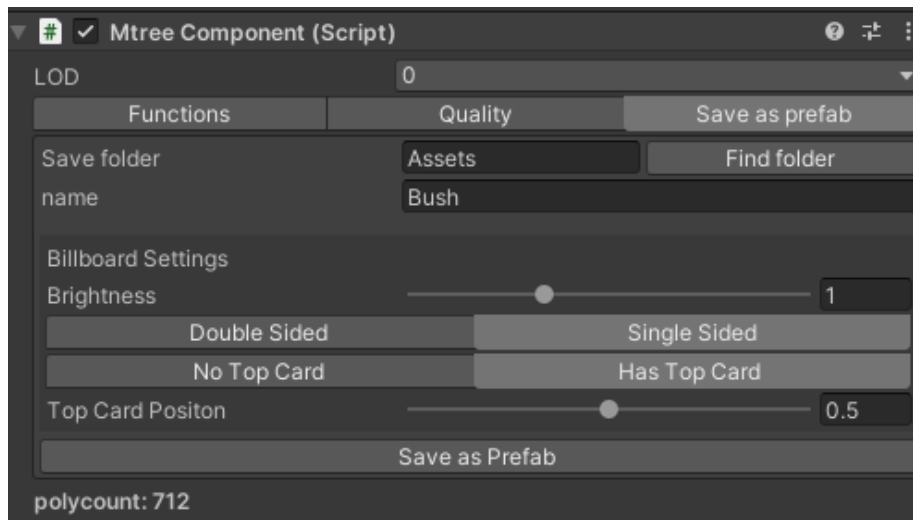 # Mtree Component (Script)
LOD 0
Functions Quality Save as prefab
Save folder Assets Find folder
name Bush
Billboard Settings
Brightness 1
Double Sided Single Sided
No Top Card Has Top Card
Top Card Positon 0.5
Save as Prefab
polycount: 712